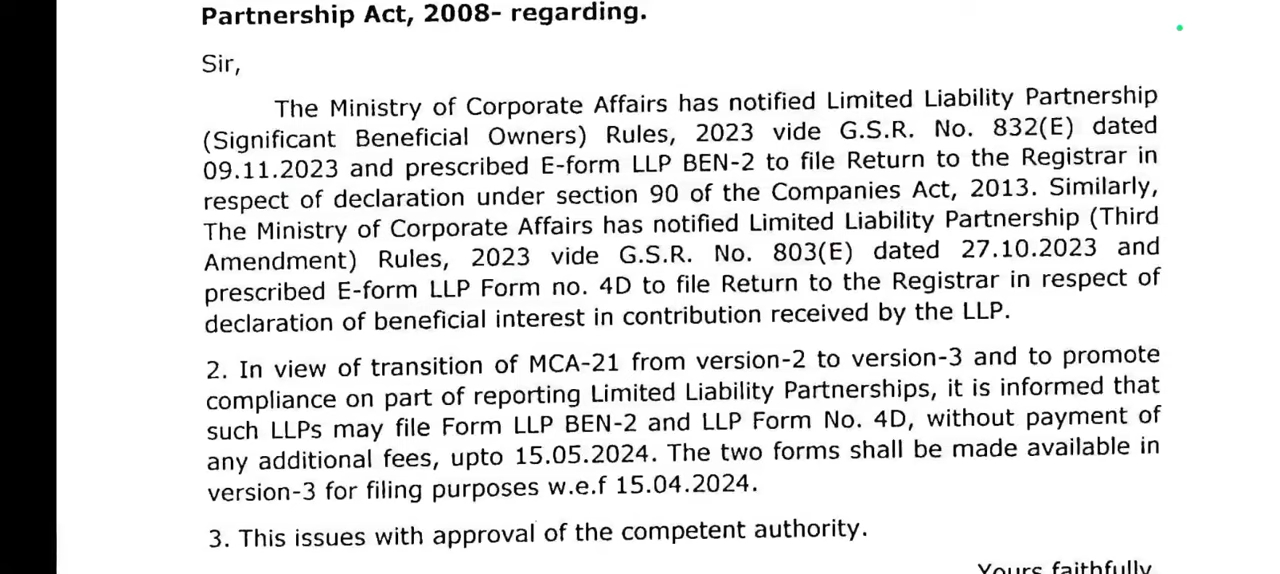 Partnership Act, 2008- regarding.
Sir,
The Ministry of Corporate Affairs has notified Limited Liability Partnership
(Significant Beneficial Owners) Rules, 2023 vide G.S.R. No. 832(E) dated
09.11.2023 and prescribed E-form LLP BEN-2 to file Return to the Registrar in
respect of declaration under section 90 of the Companies Act, 2013. Similarly,
The Ministry of Corporate Affairs has notified Limited Liability Partnership (Third
Amendment) Rules, 2023 vide G.S.R. No. 803(E) dated 27.10.2023 and
prescribed E-form LLP Form no. 4D to file Return to the Registrar in respect of
declaration of beneficial interest in contribution received by the LLP.
2. In view of transition of MCA-21 from version-2 to version-3 and to promote
compliance on part of reporting Limited Liability Partnerships, it is informed that
such LLPs may file Form LLP BEN-2 and LLP Form No. 4D, without payment of
any additional fees, upto 15.05.2024. The two forms shall be made available in
version-3 for filing purposes w.e.f 15.04.2024.
3. This issues with approval of the competent authority.
Yours faithfully,